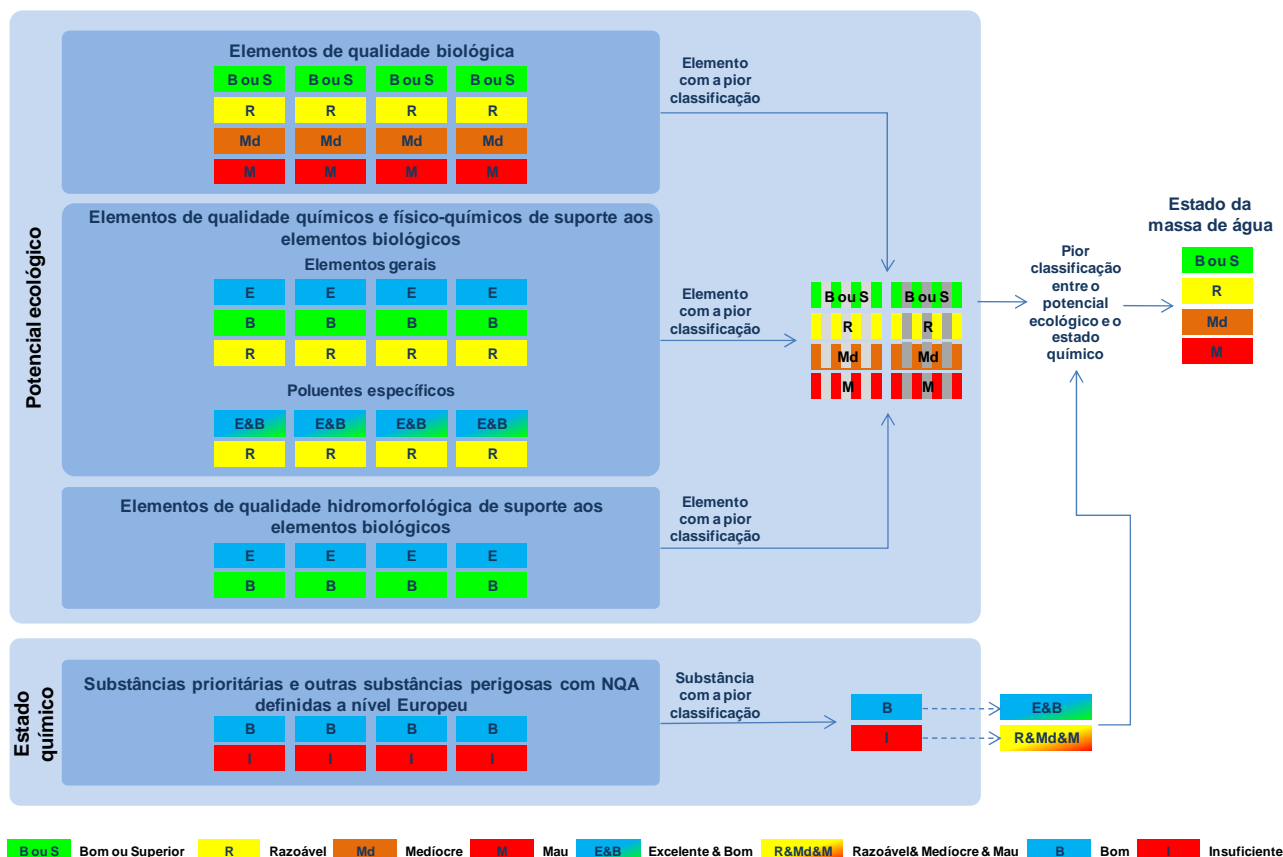 Potencial ecológico
Elementos de qualidade biológica
B ou S B ou S B ou S B ou S
R R R R
Md Md Md Md
M M M M
Elemento
com a pior
classificação
Elementos de qualidade químicos e físico-químicos de suporte aos
elementos biológicos
Elementos gerais
E E E E
B B B B
R R R R
Poluentes específicos
E&B E&B E&B E&B
R R R R
Elemento
com a pior
classificação
Elementos de qualidade hidromorfológica de suporte aos
elementos biológicos
E E E E
B B B B
Elemento
com a pior
classificação
B ou S B ou S
R R
Md Md
M M
Pior
classificação
entre o
potencial
ecológico e o
estado
químico
Estado da
massa de água
B ou S
R
Md
M
Estado
químico
Substâncias prioritárias e outras substâncias perigosas com NQA
definidas a nível Europeu
B B B B
I I I I
Substância
com a pior
classificação
B E&B
I R&Md&M
B ou S Bom ou Superior R Razoável Md Medíocre M Mau E&B Excelente & Bom R&Md&M Razoável& Medíocre & Mau B Bom I Insuficiente